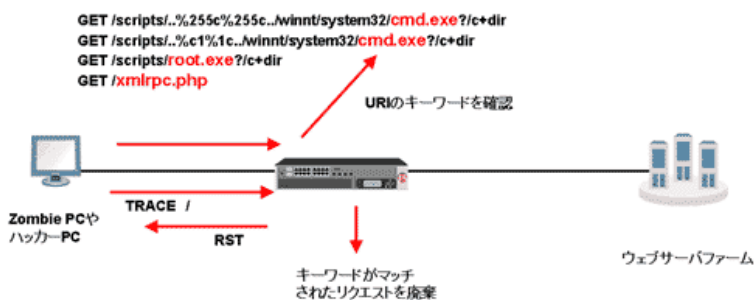 GET /scripts/..%255c%255c../winnt/system32/cmd.exe?/c+dir
GET /scripts/..%c1%1c../winnt/system32/cmd.exe?/c+dir
GET /scripts/root.exe?/c+dir
GET /xmlrpc.php
URIのキーワードを確認
TRACE /
RST
Zombie PCや
ハッカーPC
キーワードがマッチ
されたリクエストを廃棄
ウェブサーバファーム